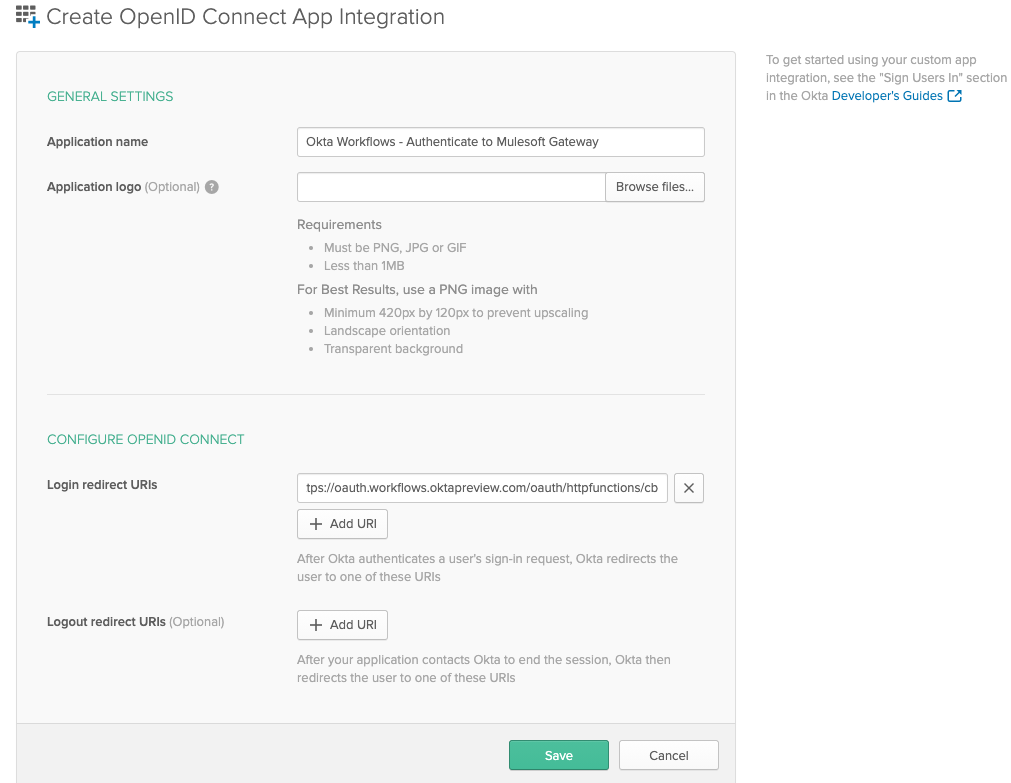 Create OpenID Connect App Integration
To get started using your custom app
integration, see the "Sign Users In" section
in the Okta Developer's Guides
GENERAL SETTINGS
Application name
Okta Workflows - Authenticate to Mulesoft Gateway
Application logo (Optional) ?
Browse files...
Requirements
• Must be PNG, JPG or GIF
• Less than 1MB
For Best Results, use a PNG image with
• Minimum 420px by 120px to prevent upscaling
• Landscape orientation
• Transparent background
CONFIGURE OPENID CONNECT
Login redirect URIs
tps://oauth.workflows.oktapreview.com/oauth/httpfunctions/cb
+ Add URI
After Okta authenticates a user's sign-in request, Okta redirects the
user to one of these URIs
Logout redirect URIs (Optional)
+ Add URI
After your application contacts Okta to end the session, Okta then
redirects the user to one of these URIs
Save
Cancel